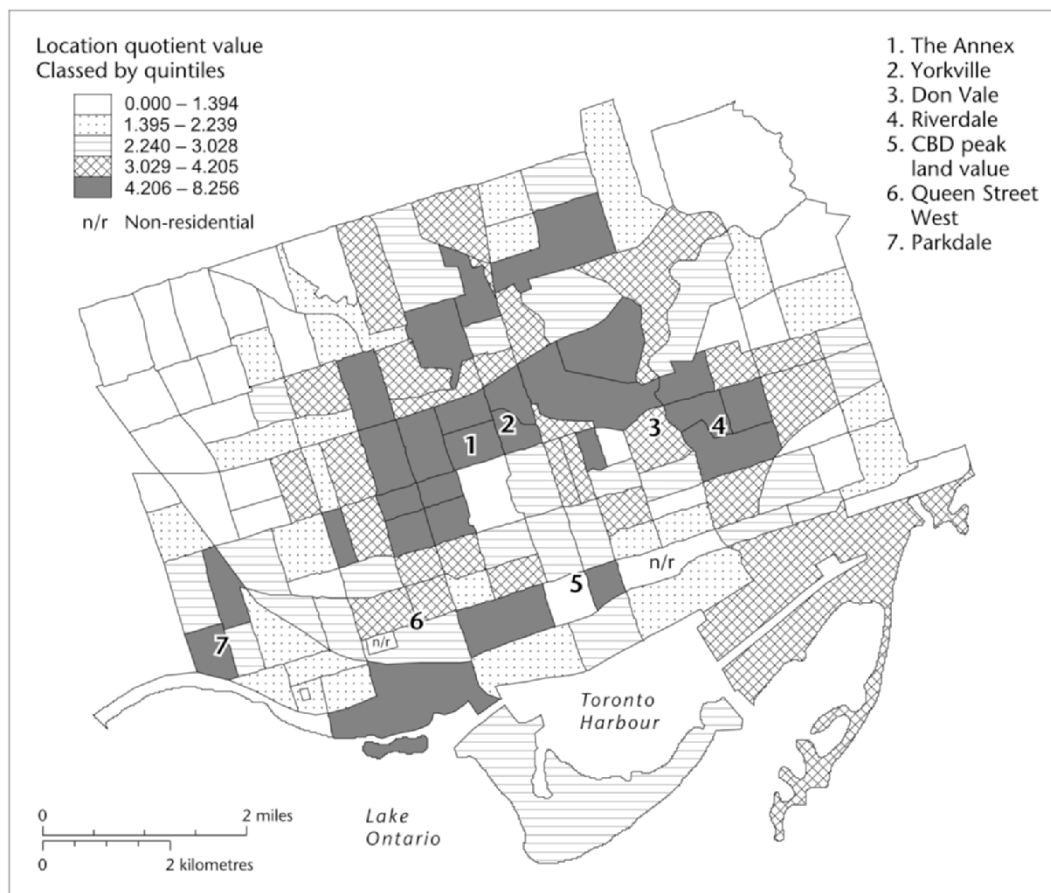 Location quotient value
Classed by quintiles
0.000 – 1.394
1.395 – 2.239
2.240 – 3.028
3.029 – 4.205
4.206 – 8.256
n/r Non-residential
1. The Annex
2. Yorkville
3. Don Vale
4. Riverdale
5. CBD peak
land value
6. Queen Street
West
7. Parkdale
1
2
3
4
n/r
5
6
n/r
7
Toronto
Harbour
Lake
Ontario
0 2 miles
0 2 kilometres